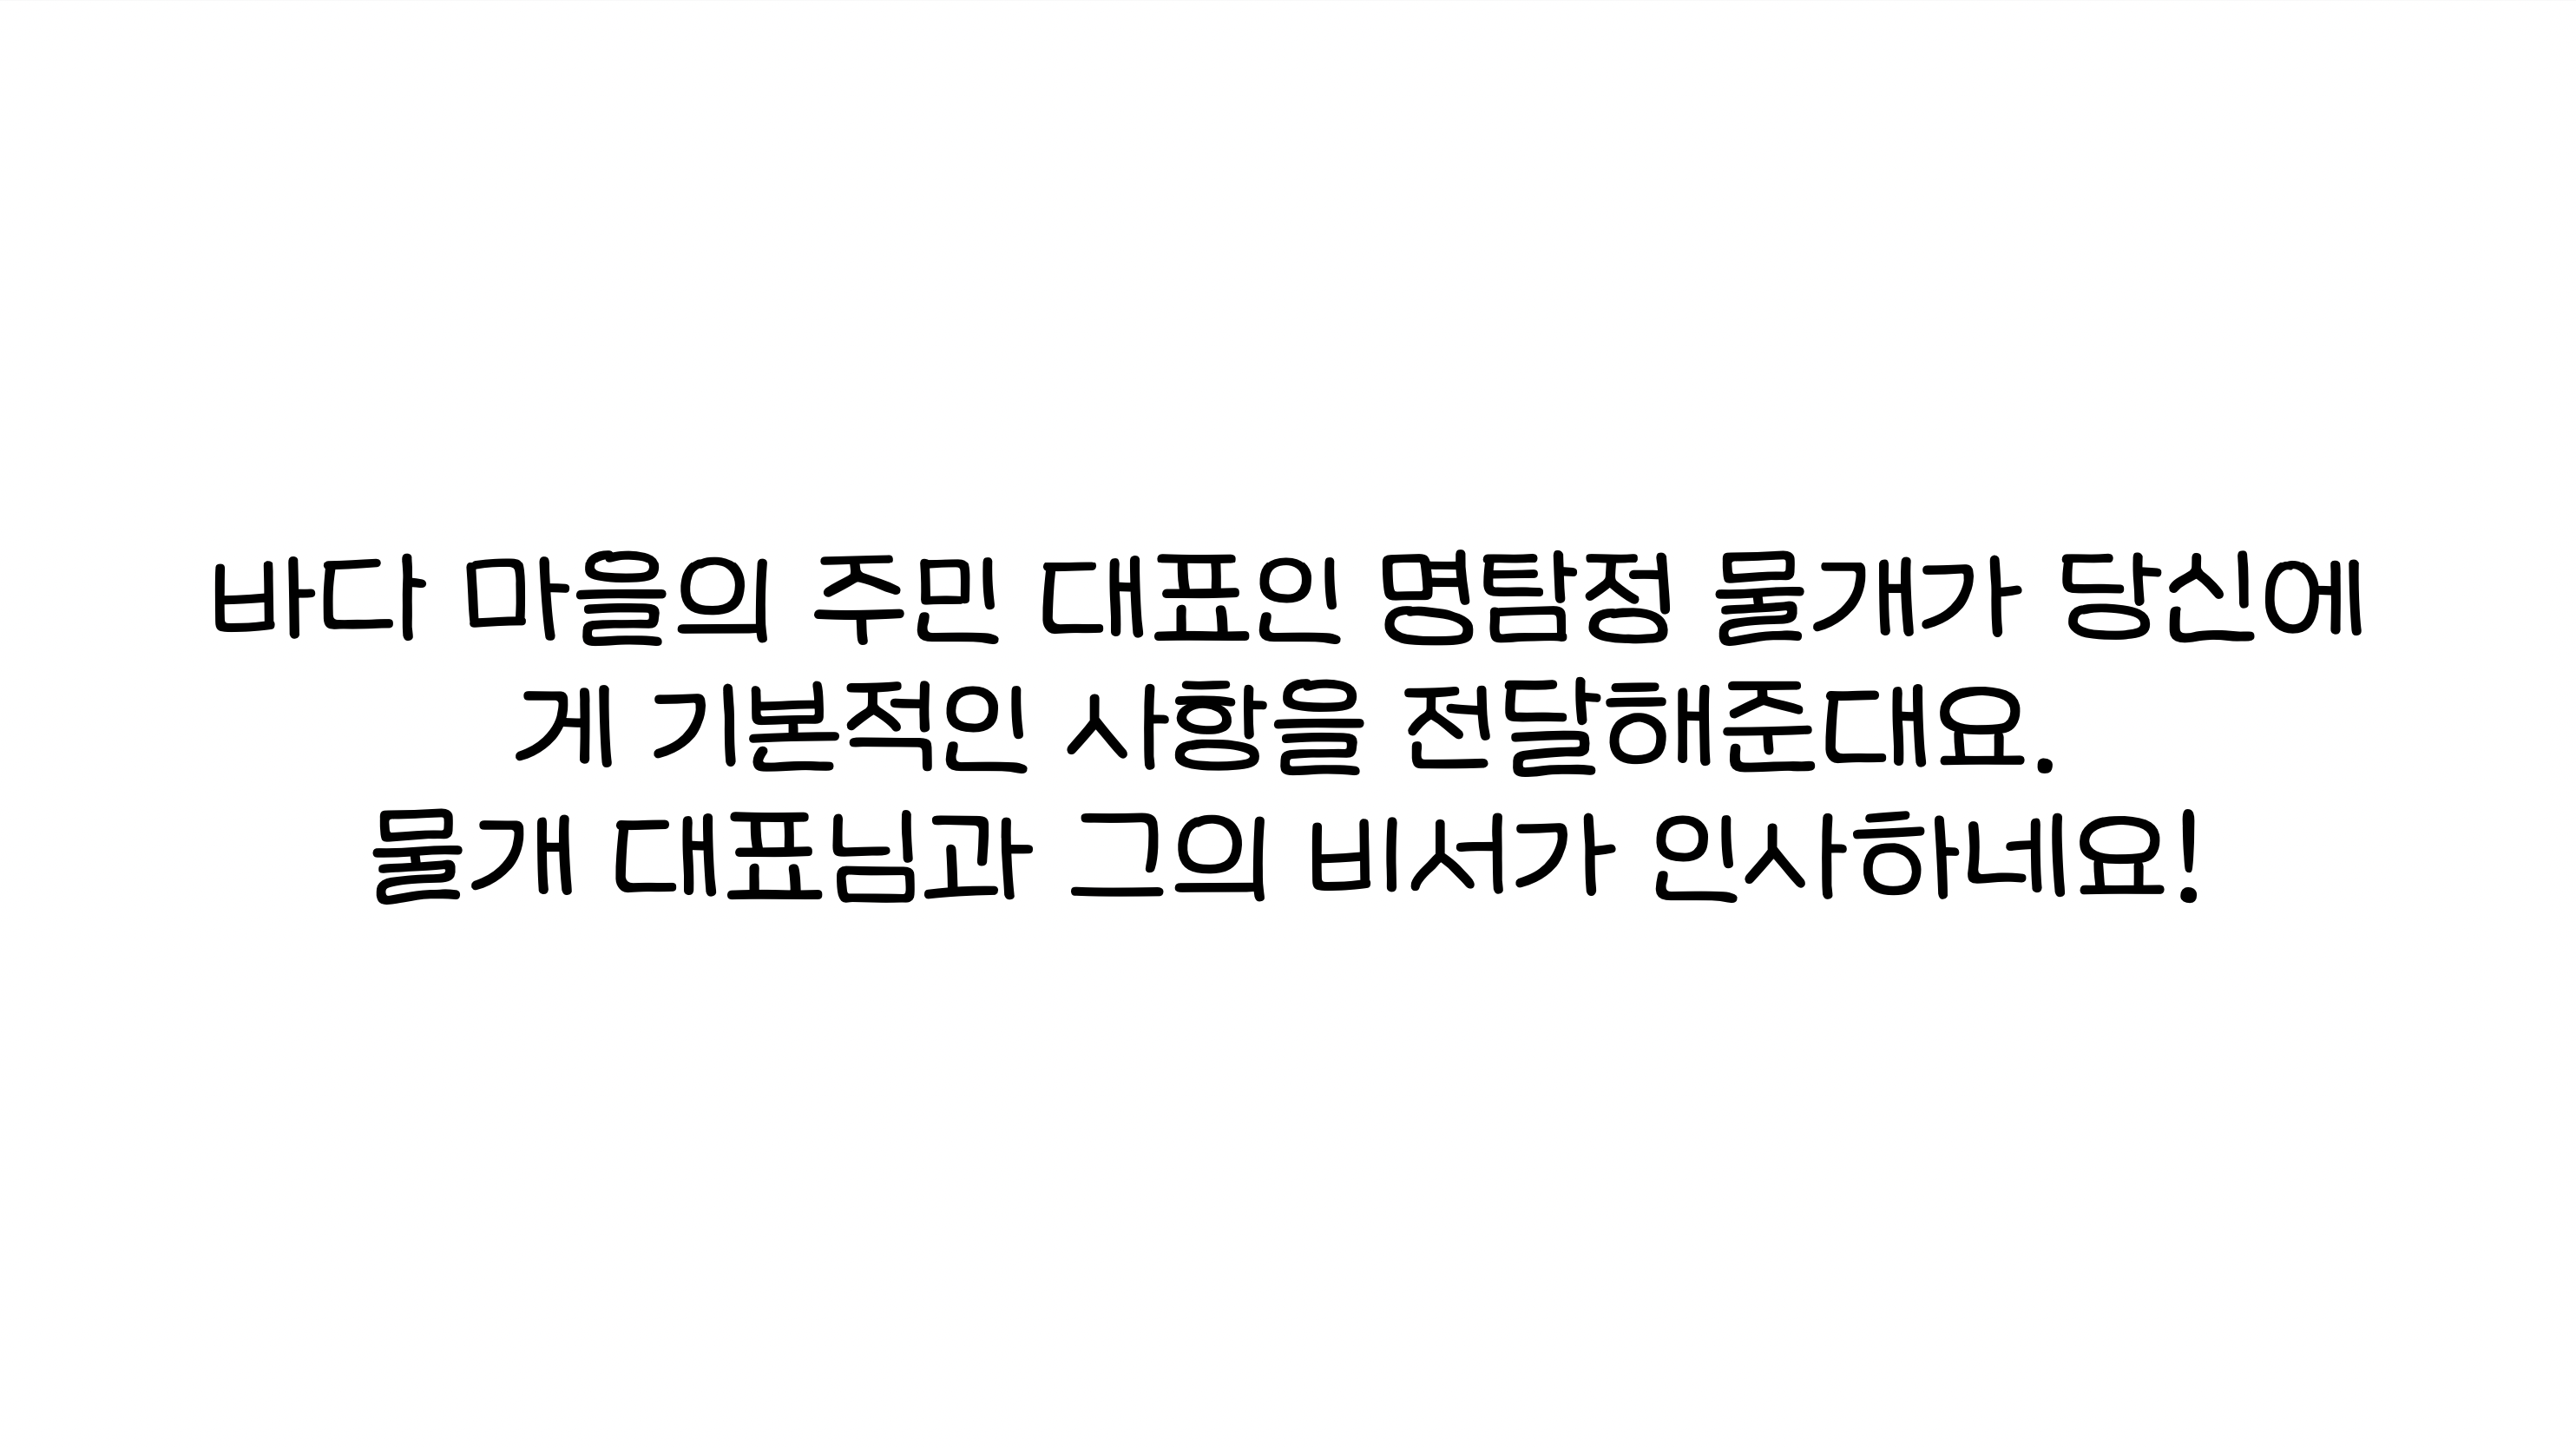 바다 마을의 주민 대표인 명탐정 물개가 당신에
게 기본적인 사항을 전달해준대요.
물개 대표님과 그의 비서가 인사하네요!